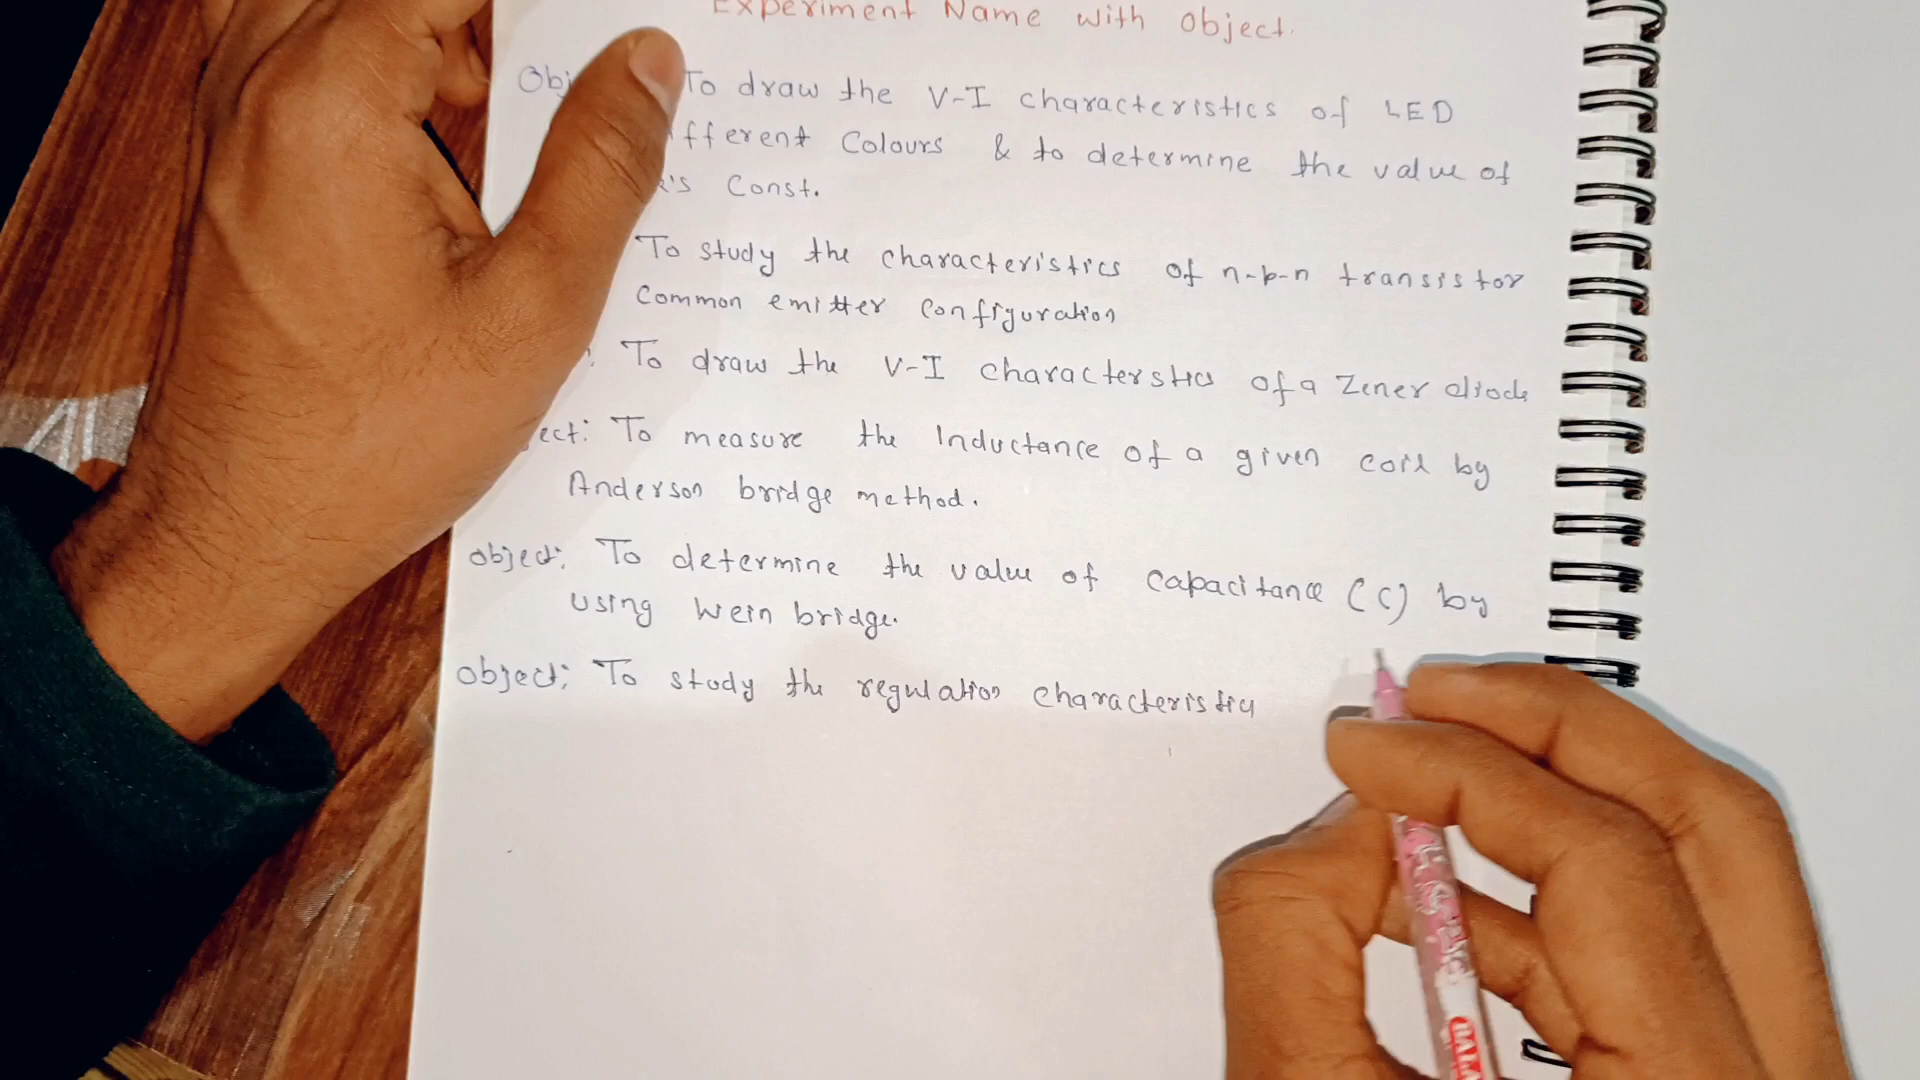 Experiment Name with object.
To draw the V-I characteristics of LED
Colours & to determine the value of
Const.
To study the characteristics of n-p-n transistor
Common emitter Configuration
To draw the V-I characterstics of a Zener diode
To measure the Inductance of a given coil by
Anderson bridge method.
object: To determine the value of capacitance (C) by
using Wein bridge.
object: To study the regulation characteristics